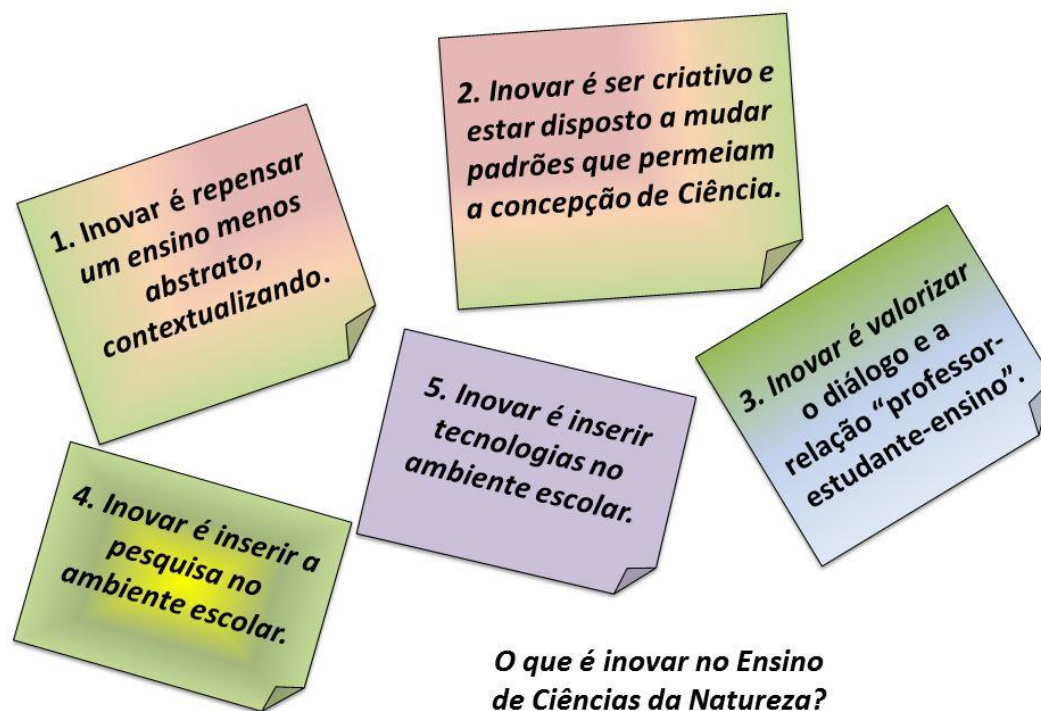 1. Inovar é repensar
um ensino menos
abstrato,
contextualizando.
2. Inovar é ser criativo e
estar disposto a mudar
padrões que permeiam
a concepção de Ciência.
3. Inovar é valorizar
o diálogo e a
relação “professor-
estudante-ensino”.
4. Inovar é inserir a
pesquisa no
ambiente escolar.
5. Inovar é inserir
tecnologias no
ambiente escolar.
O que é inovar no Ensino
de Ciências da Natureza?